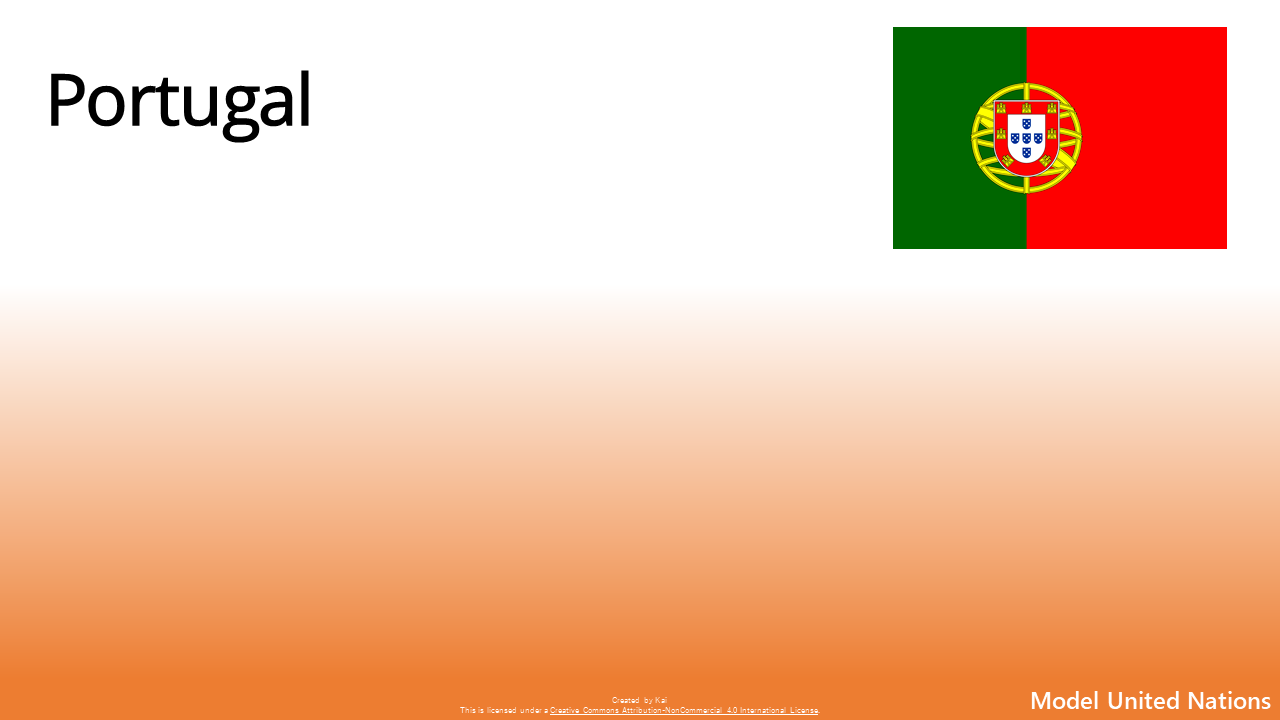 Portugal
Created by Kai
This is licensed under a Creative Commons Attribution-NonCommercial 4.0 International License.
Model United Nations